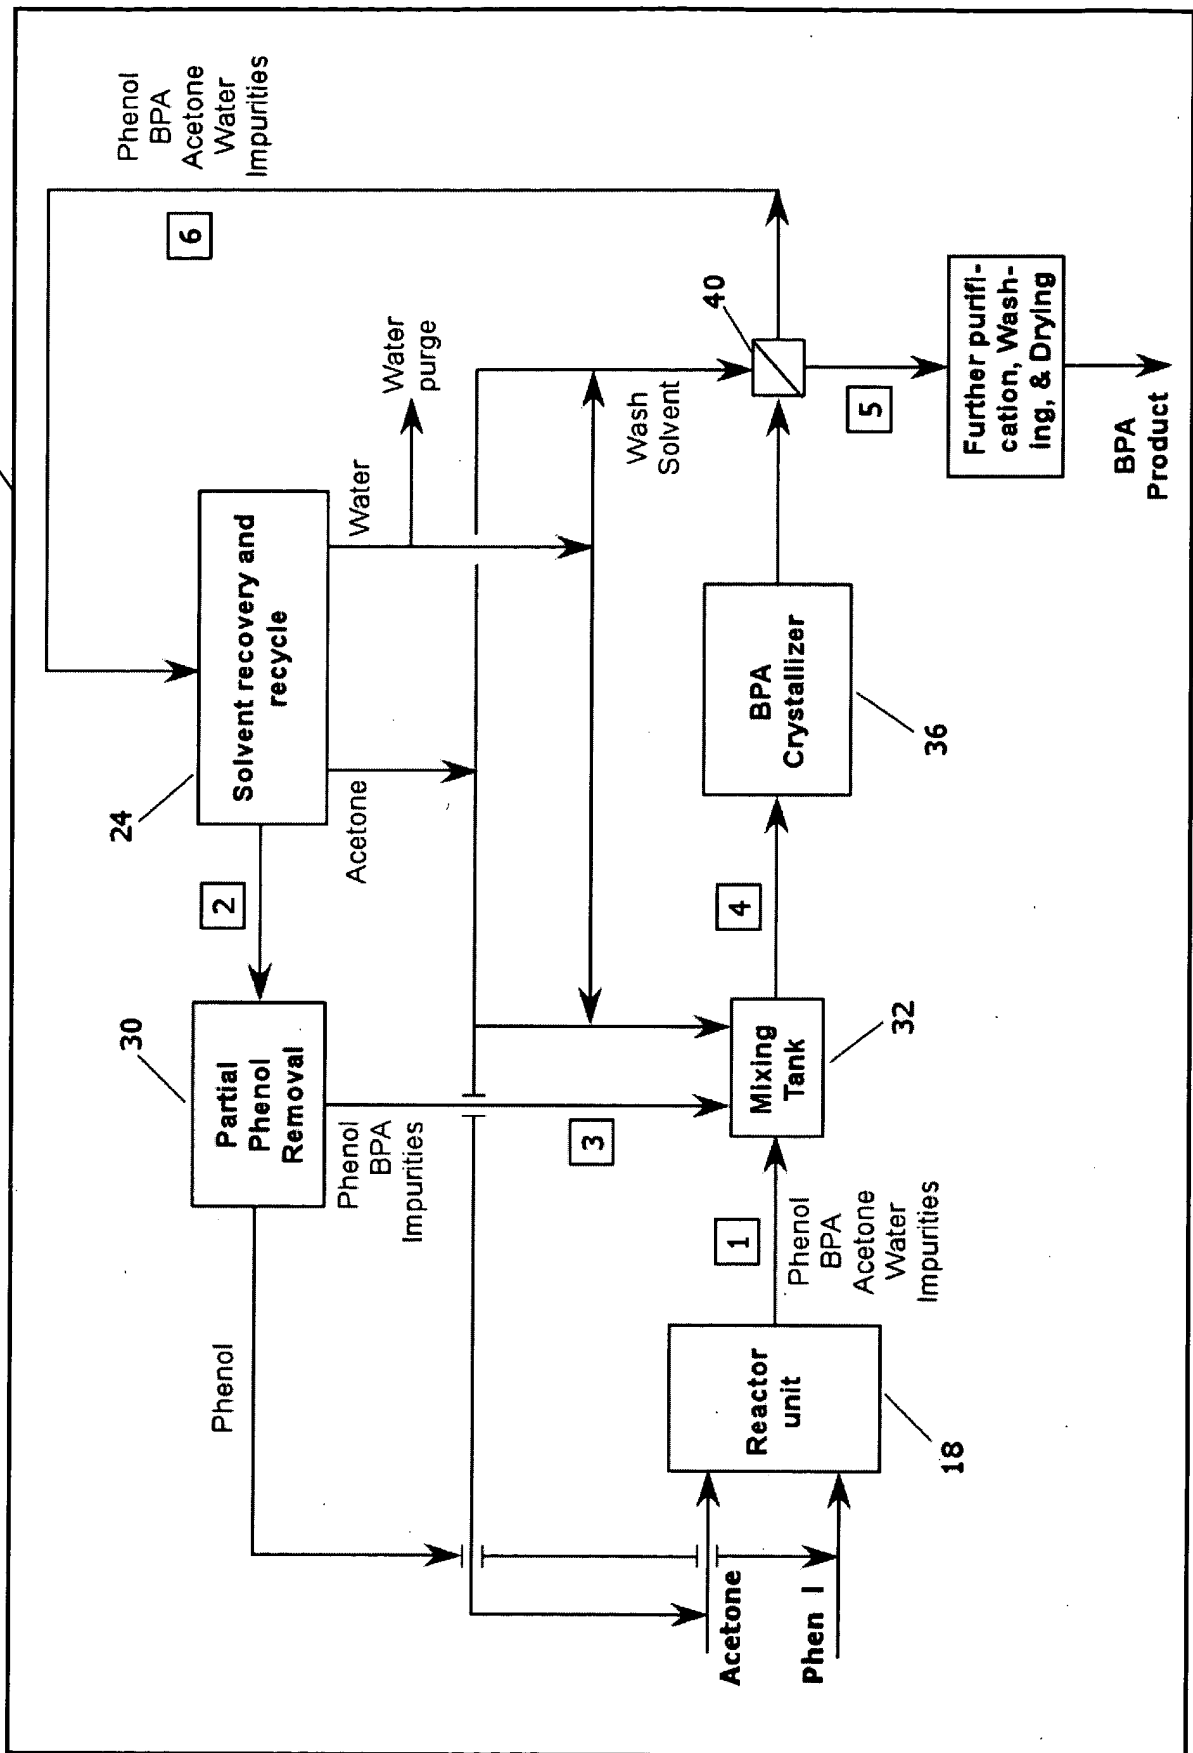 Phenol
BPA
Acetone
Water
Impurities
6
24
Solvent recovery and
recycle
2
30
Partial
Phenol
Removal
Phenol
Acetone
Water
Water
purge
Phenol
BPA
Impurities
3
Wash
Solvent
40
1
Phenol
BPA
Acetone
Water
Impurities
4
5
Reactor
unit
18
Mixing
Tank
32
BPA
Crystallizer
36
Acetone
Phen l
Further purifi-
cation, Wash-
ing, & Drying
BPA
Product